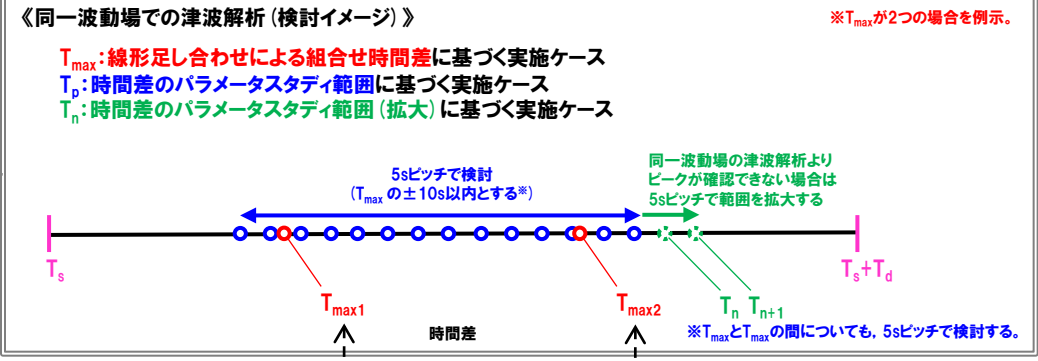 《同一波動場での津波解析(検討イメージ)》
※Tmaxが2つの場合を例示。
Tmax:線形足し合わせによる組合せ時間差に基づく実施ケース
Tp:時間差のパラメータスタディ範囲に基づく実施ケース
Tn:時間差のパラメータスタディ範囲(拡大)に基づく実施ケース
5sピッチで検討
(Tmax の±10s以内とする※)
同一波動場の津波解析より
ピークが確認できない場合は
5sピッチで範囲を拡大する
Ts
Ts+Td
Tmax1
Tmax2
Tn Tn+1
時間差
※TmaxとTmaxの間についても,5sピッチで検討する。